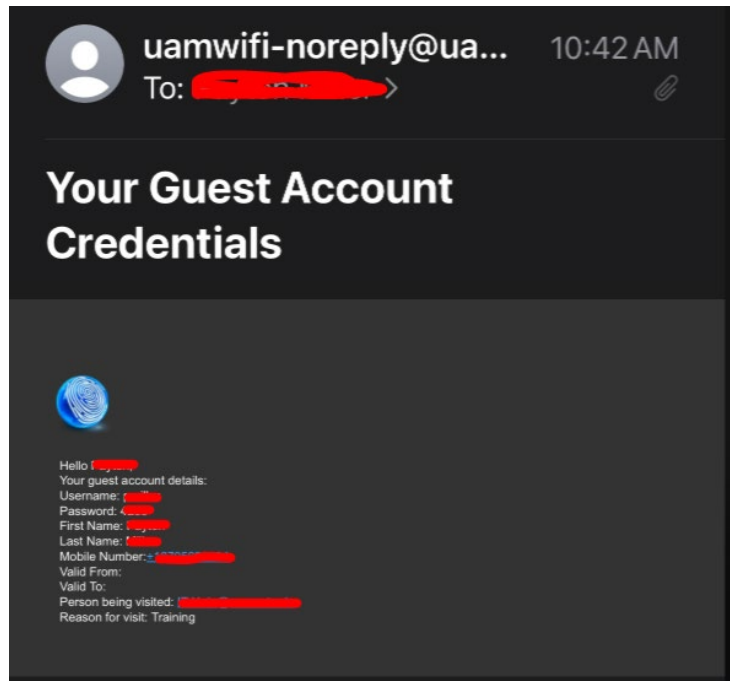 uamwifi-noreply@ua...
10:42 AM
To:
Your Guest Account
Credentials
Hello
Your guest account details:
Username:
Password:
First Name:
Last Name:
Mobile Number:
Valid From:
Valid To:
Person being visited:
Reason for visit: Training